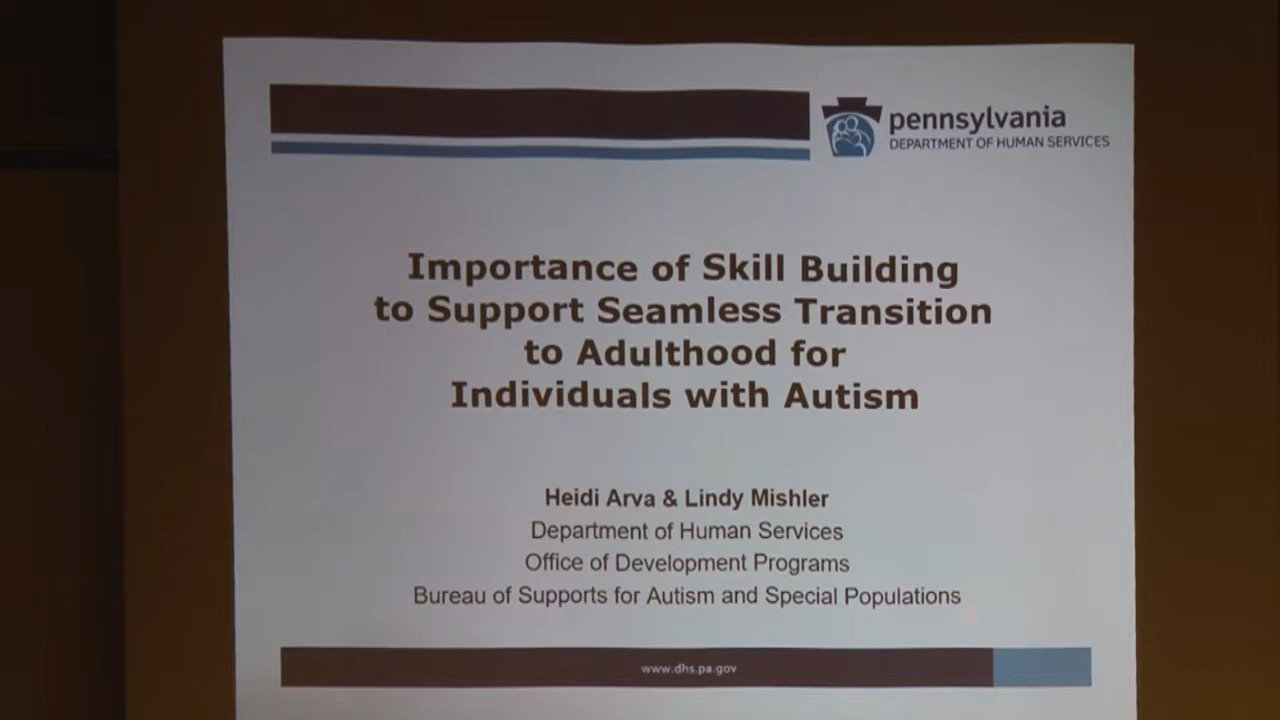 pennsylvania
DEPARTMENT OF HUMAN SERVICES
Importance of Skill Building
to Support Seamless Transition
to Adulthood for
Individuals with Autism
Heidi Arva & Lindy Mishler
Department of Human Services
Office of Development Programs
Bureau of Supports for Autism and Special Populations
www.dhs.pa.gov